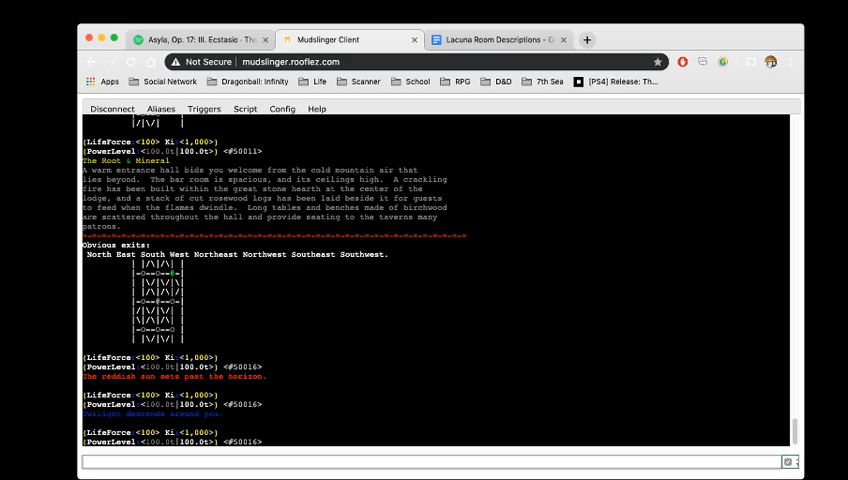 Asyla, Op. 17: III. Ecstasio - Tho
Mudslinger Client
Lacuna Room Descriptions - G
Not Secure | mudslinger.rooflez.com
Apps Social Network Dragonball: Infinity Life Scanner School RPG D&D 7th Sea [PS4] Release: Th...
Disconnect Aliases Triggers Script Config Help
|/|\/| |
(LifeForce:<100> Ki:<1,000>)
(PowerLevel:<100.0t|100.0t>) <#50011>
The Root & Mineral
A warm entrance hall bids you welcome from the cold mountain air that
lies beyond. The bar room is spacious, and its ceilings high. A crackling
fire has been built within the great stone hearth at the center of the
lodge, and a stack of cut rosewood logs has been laid beside it for guests
to feed when the flames dwindle. Long tables and benches made of birchwood
are scattered throughout the hall and provide seating to the taverns many
patrons.
Obvious exits:
North East South West Northeast Northwest Southeast Southwest.
(LifeForce:<100> Ki:<1,000>)
(PowerLevel:<100.0t|100.0t>) <#50016>
The reddish sun sets past the horizon.
(LifeForce:<100> Ki:<1,000>)
(PowerLevel:<100.0t|100.0t>) <#50016>
Twilight descends around you.
(LifeForce:<100> Ki:<1,000>)
(PowerLevel:<100.0t|100.0t>) <#50016>